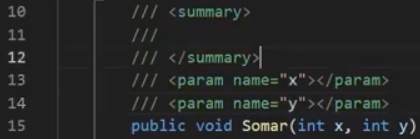 10 /// <summary>
11 ///
12 /// </summary>
13 /// <param name="x"></param>
14 /// <param name="y"></param>
15 public void Somar(int x, int y)